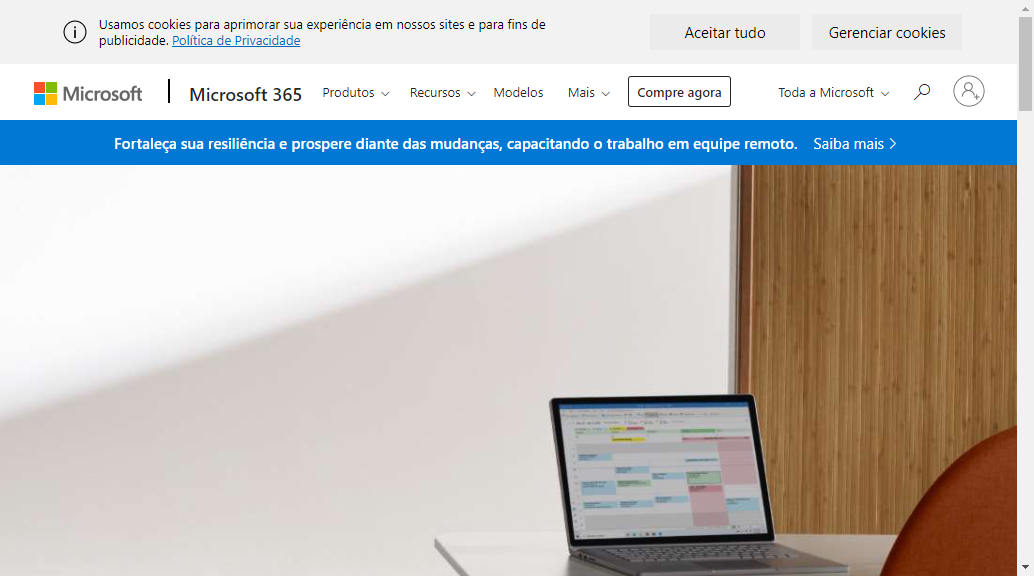 Usamos cookies para aprimorar sua experiência em nossos sites e para fins de
publicidade. Política de Privacidade
Aceitar tudo
Gerenciar cookies
Microsoft
Microsoft 365
Produtos
Recursos
Modelos
Mais
Compre agora
Toda a Microsoft
Fortaleça sua resiliência e prospere diante das mudanças, capacitando o trabalho em equipe remoto. Saiba mais